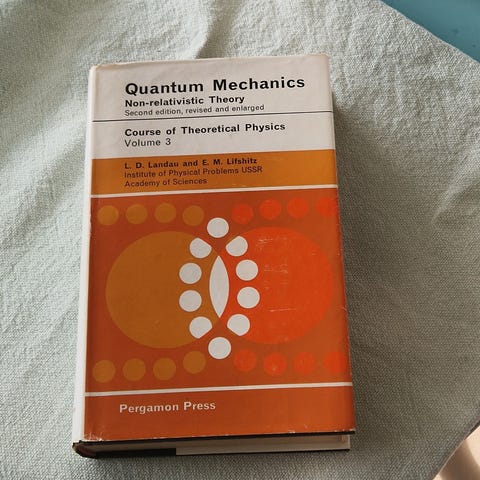 Quantum Mechanics
Non-relativistic Theory
Second edition, revised and enlarged
Course of Theoretical Physics
Volume 3
L. D. Landau and E. M. Lifshitz
Institute of Physical Problems USSR
Academy of Sciences
Pergamon Press